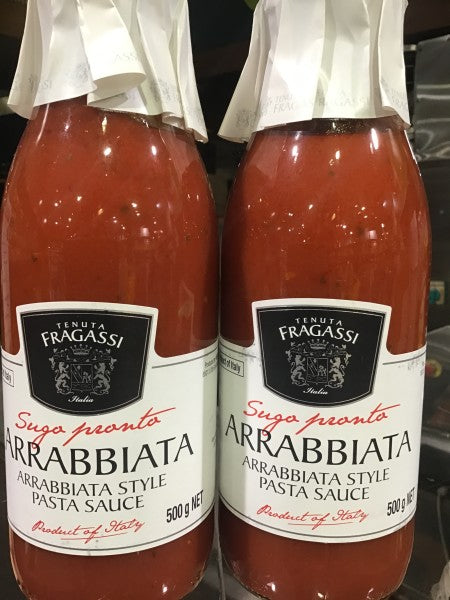 TENUTA
FRAGASSI
Italia
Sugo pronto
ARRABBIATA
ARRABBIATA STYLE
PASTA SAUCE
500 g NET
Product of Italy
TENUTA
FRAGASSI
Italia
Sugo pronto
ARRABBIATA
ARRABBIATA STYLE
PASTA SAUCE
500 g NET
Product of Italy